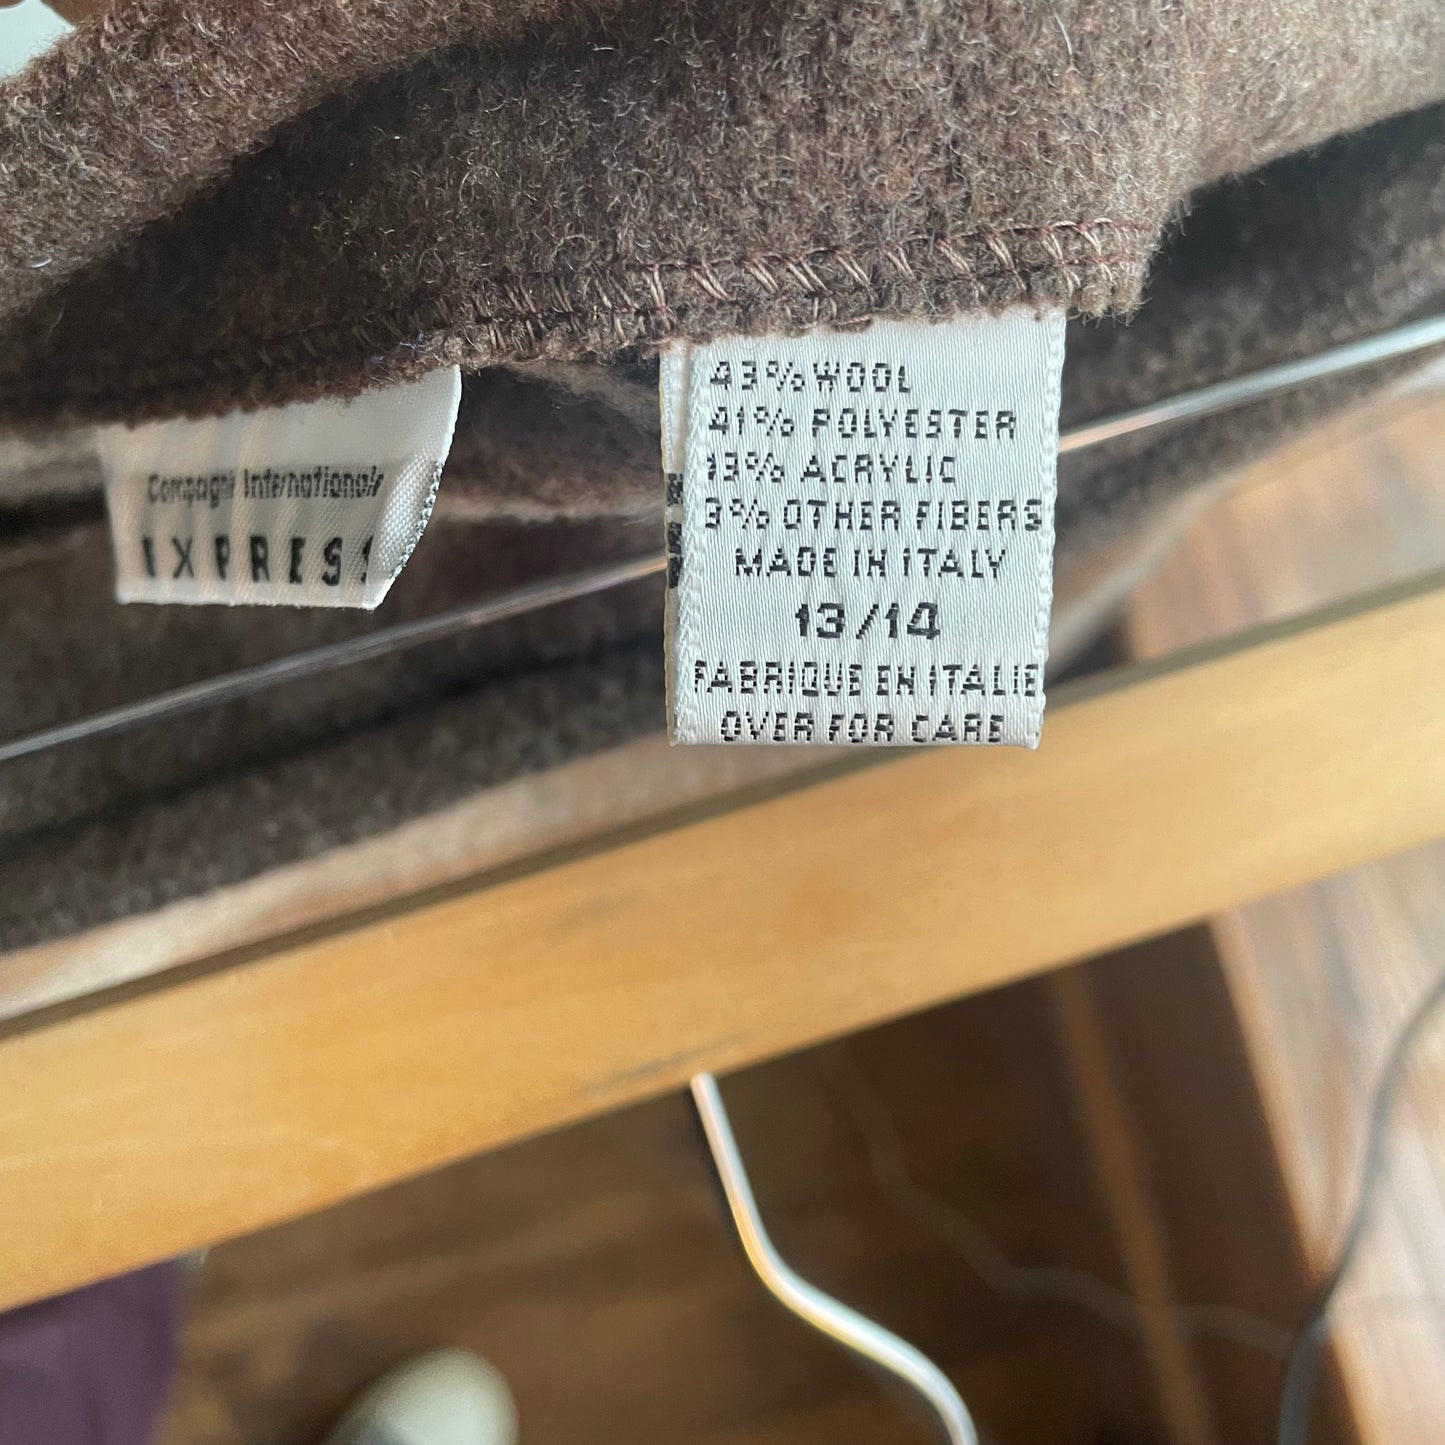 Compagnie Internationale
EXPRESS
43% WOOL
41% POLYESTER
13% ACRYLIC
3% OTHER FIBERS
MADE IN ITALY
13/14
FABRIQUE EN ITALIE
OVER FOR CARE